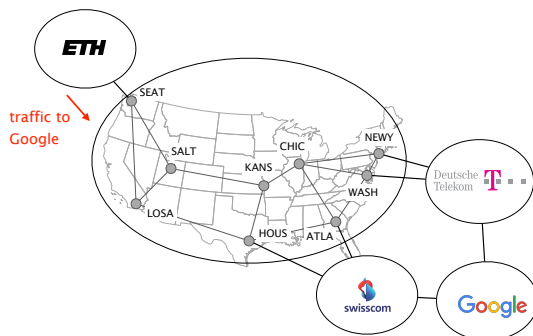 ETH
SEAT
traffic to
Google
SALT
CHIC
NEWY
KANS
Deutsche
Telekom
T
WASH
LOSA
HOUS
ATLA
swisscom
Google